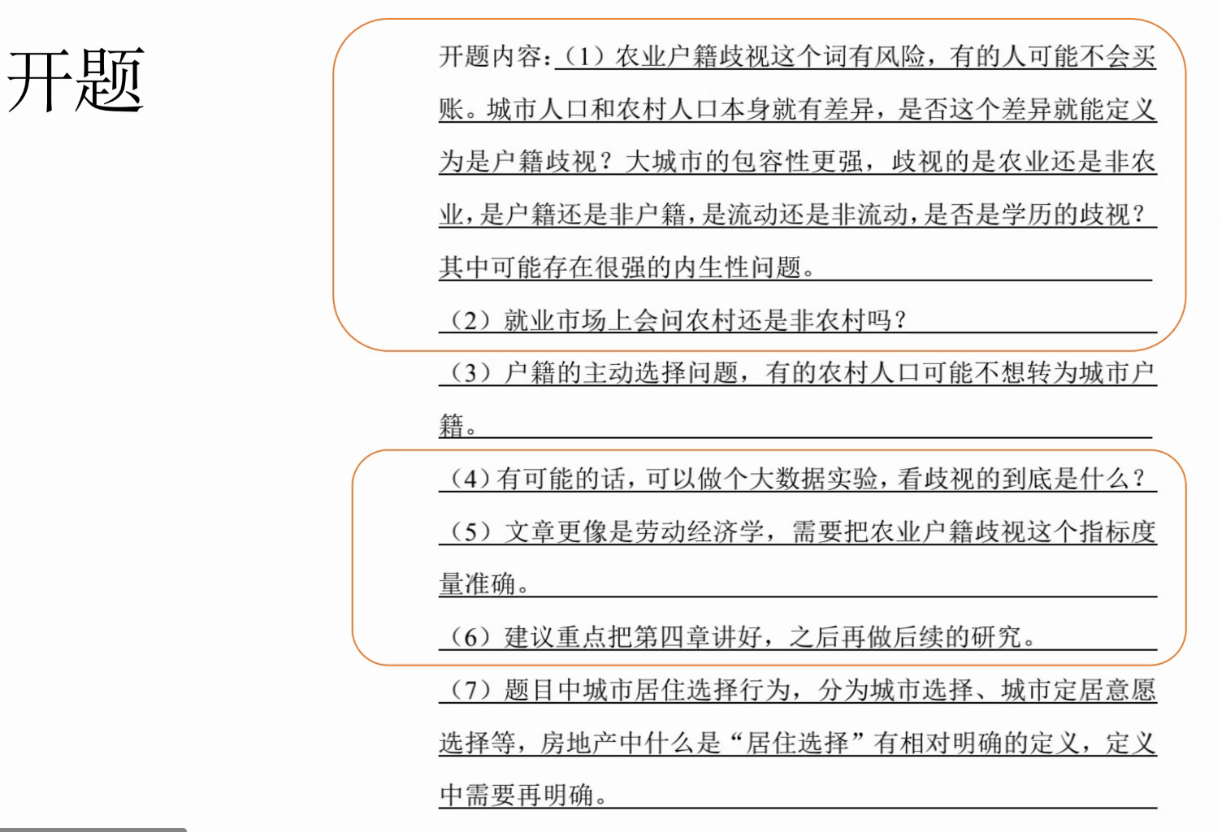 开题
开题内容：（1）农业户籍歧视这个词有风险，有的人可能不会买
账。城市人口和农村人口本身就有差异，是否这个差异就能定义
为是户籍歧视？大城市的包容性更强，歧视的是农业还是非农
业，是户籍还是非户籍，是流动还是非流动，是否是学历的歧视？
其中可能存在很强的内生性问题。
（2）就业市场上会问农村还是非农村吗？
（3）户籍的主动选择问题，有的农村人口可能不想转为城市户
籍。
（4）有可能的话，可以做个大数据实验，看歧视的到底是什么？
（5）文章更像是劳动经济学，需要把农业户籍歧视这个指标度
量准确。
（6）建议重点把第四章讲好，之后再做后续的研究。
（7）题目中城市居住选择行为，分为城市选择、城市定居意愿
选择等，房地产中什么是“居住选择”有相对明确的定义，定义
中需要再明确。